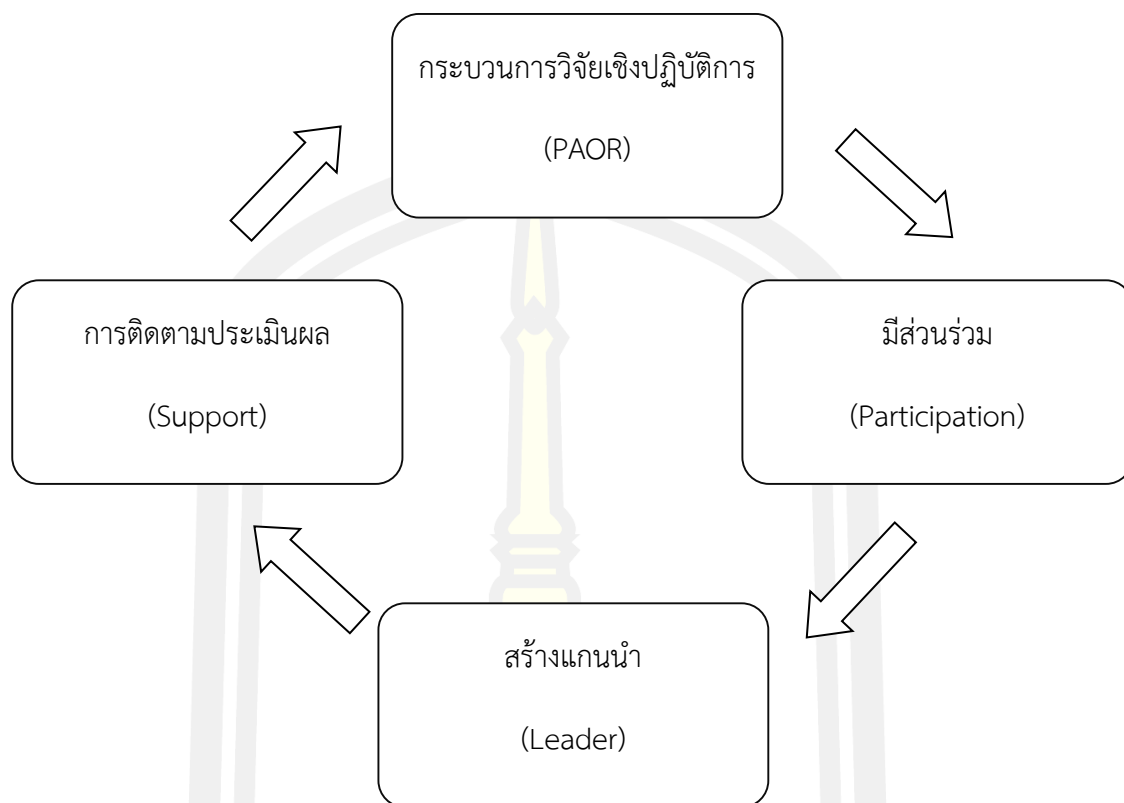 กระบวนการวิจัยเชิงปฏิบัติการ
(PAOR)
มีส่วนร่วม
(Participation)
สร้างแกนนำ
(Leader)
การติดตามประเมินผล
(Support)